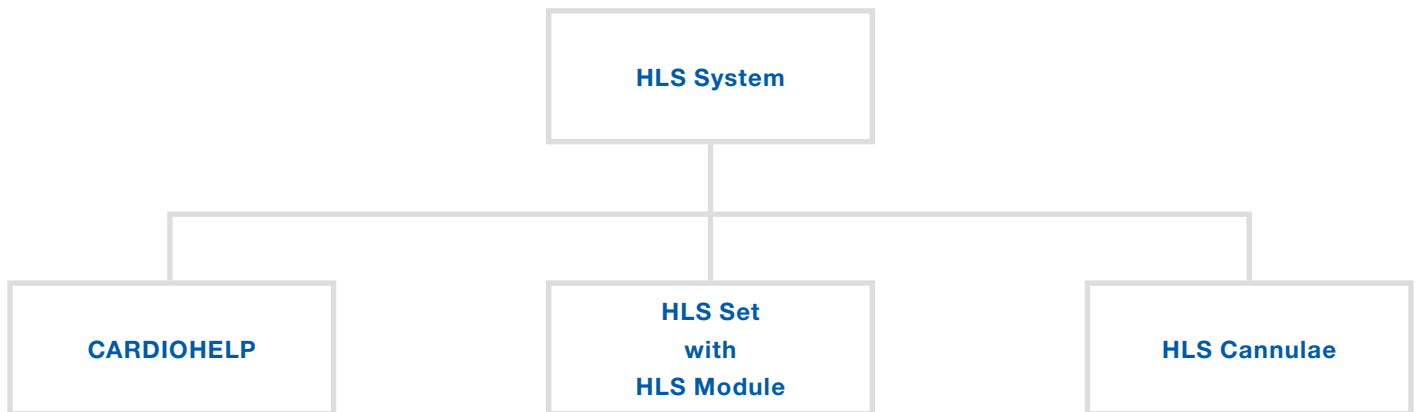 HLS System
CARDIOHELP
HLS Set
with
HLS Module
HLS Cannulae